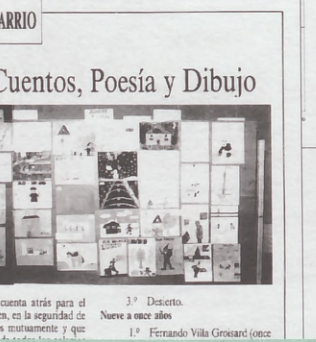 ARRIO
Cuentos, Poesía y Dibujo
cuenta atrás para el
en, en la seguridad de
s mutuamente y que
3.º Desierto.
Nueve a once años
1.º Fernando Villa Groisard (once